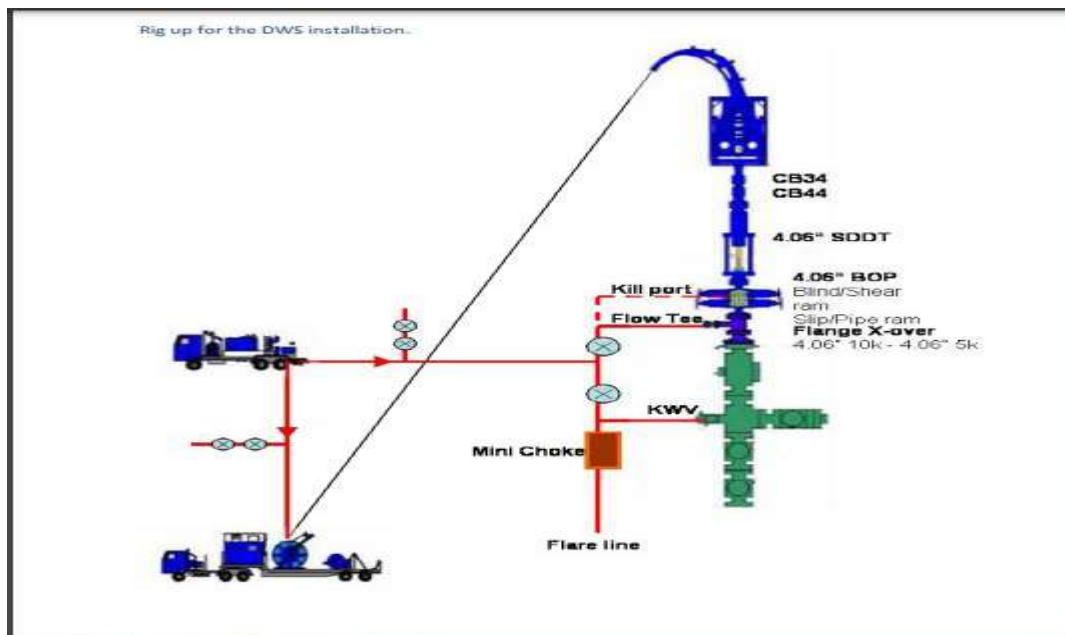 Rig up for the DWS installation.
CB34
CB44
4.06" SDDT
4.06" BOP
Blind/Shear
ram
Slip/Pipe ram
Flange X-over
4.06" 10k - 4.06" 5k
Kill port
Flow Tee
KWV
Mini Choke
Flare line